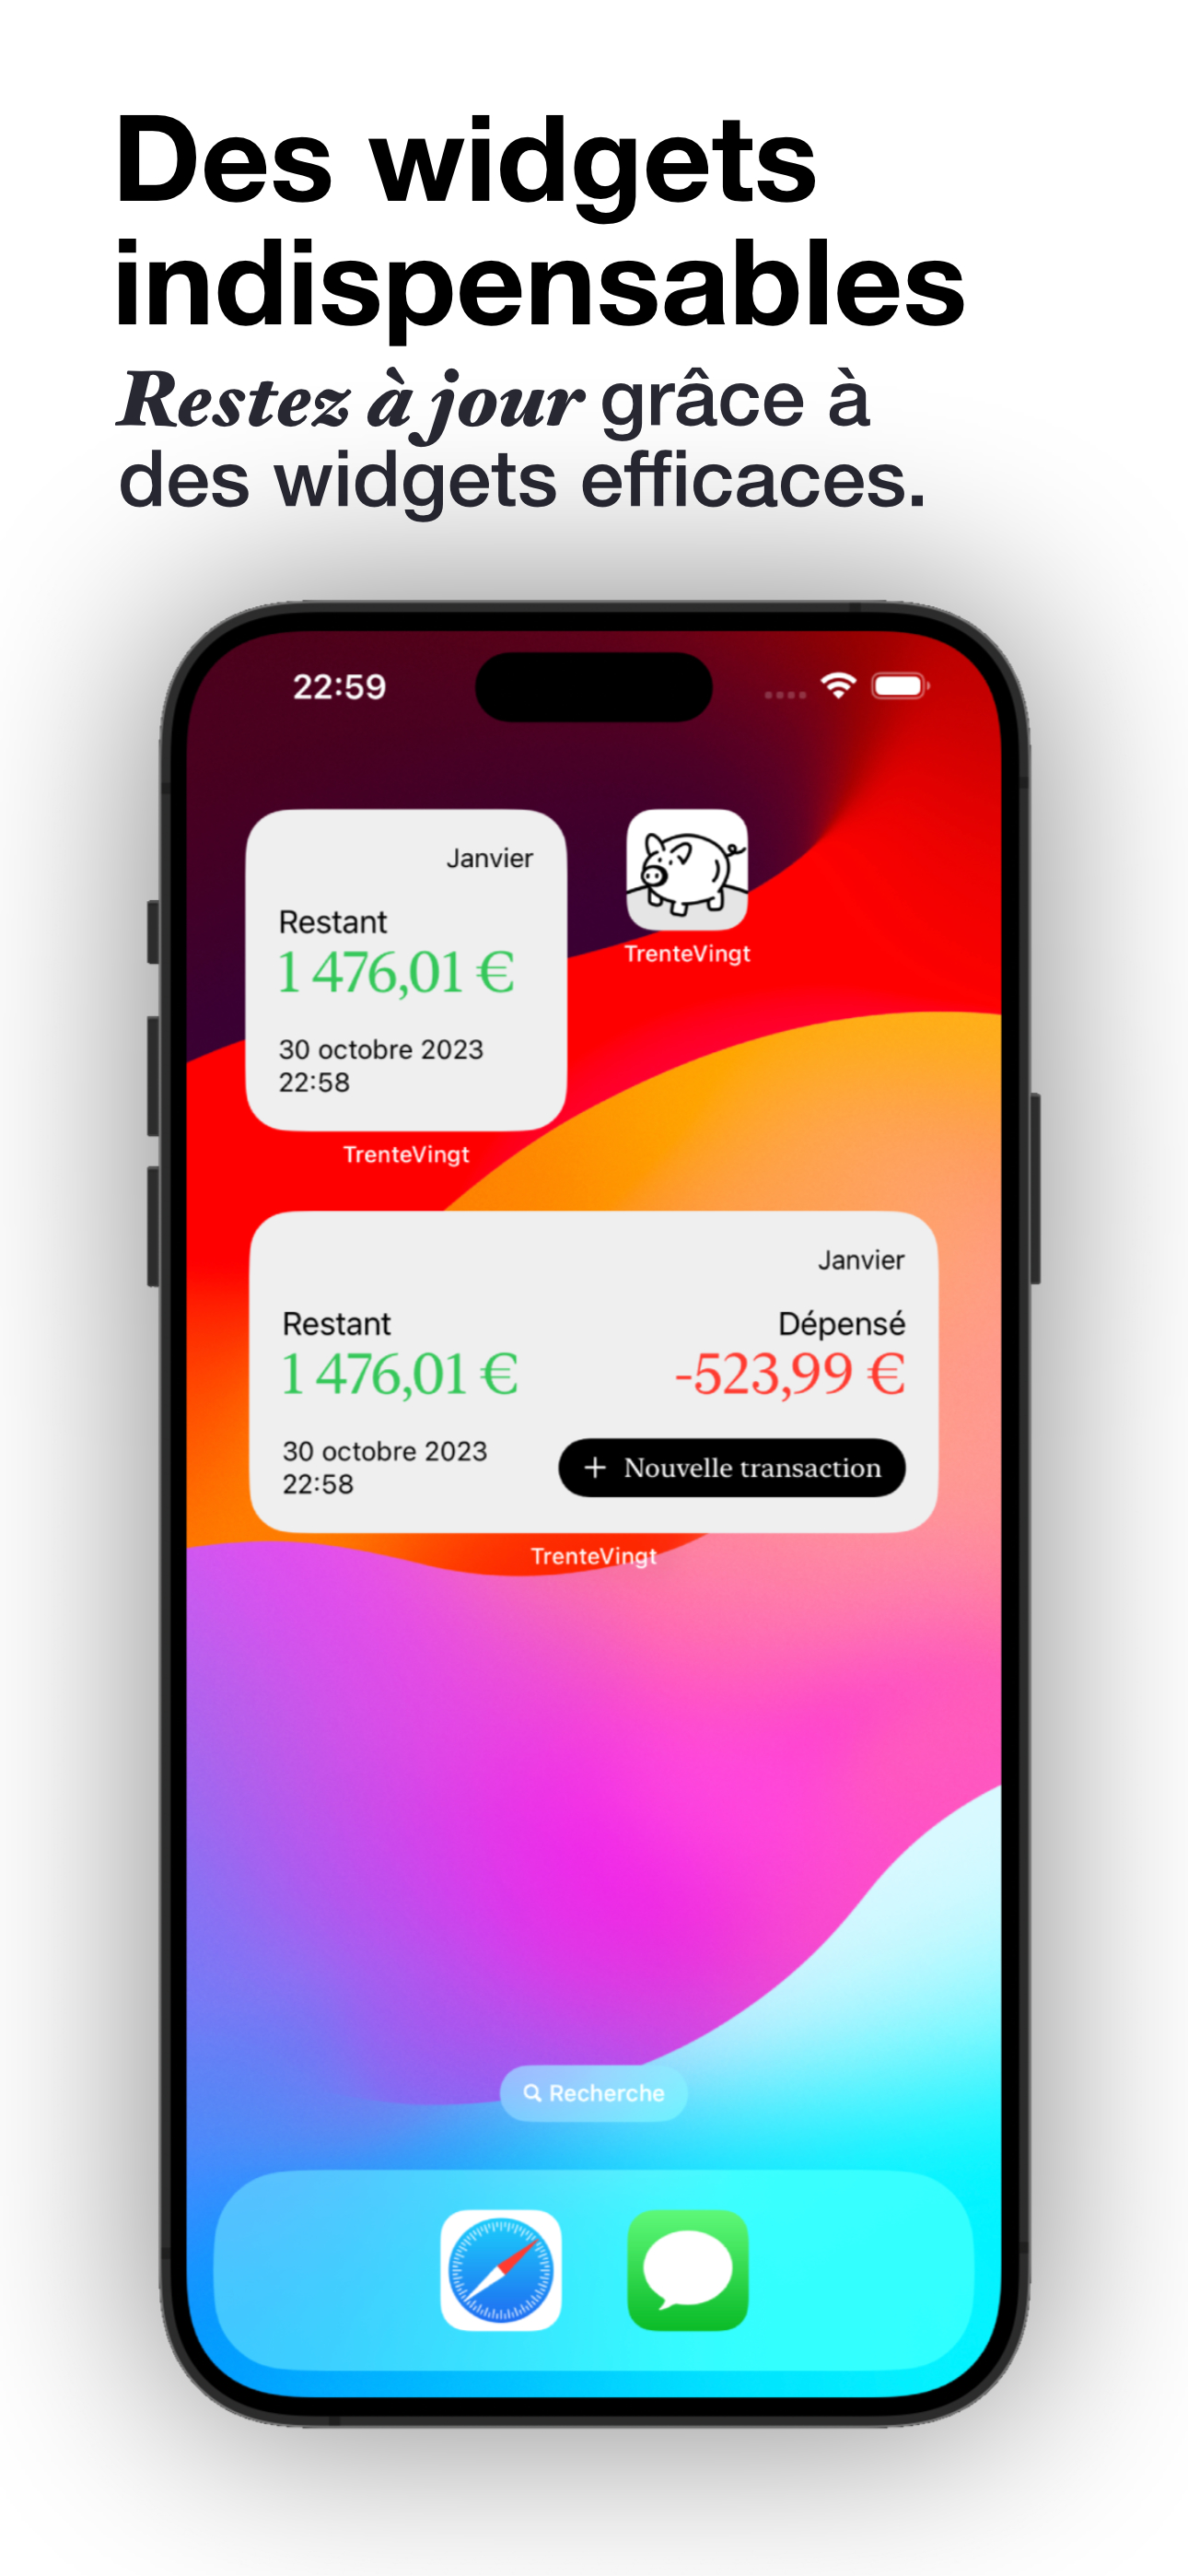 Des widgets
indispensables
Restez à jour grâce à
des widgets efficaces.
22:59
Janvier
Restant
1 476,01 €
30 octobre 2023
22:58
TrenteVingt
TrenteVingt
Janvier
Restant
1 476,01 €
Dépensé
-523,99 €
30 octobre 2023
22:58
+ Nouvelle transaction
TrenteVingt
Recherche